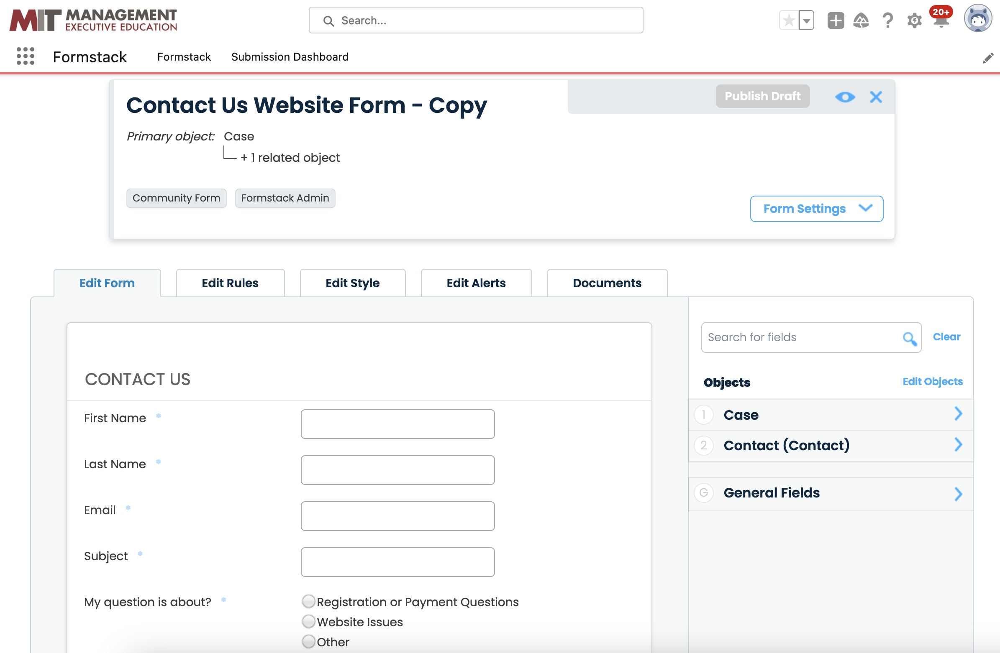 MIT MANAGEMENT
EXECUTIVE EDUCATION
Search...
20+
Formstack
Formstack
Submission Dashboard
Contact Us Website Form - Copy
Publish Draft
Primary object: Case
+ 1 related object
Community Form
Formstack Admin
Form Settings
Edit Form
Edit Rules
Edit Style
Edit Alerts
Documents
Search for fields
Clear
CONTACT US
Objects
Edit Objects
First Name *
1 Case
Last Name *
2 Contact (Contact)
Email *
G General Fields
Subject *
My question is about? *
Registration or Payment Questions
Website Issues
Other